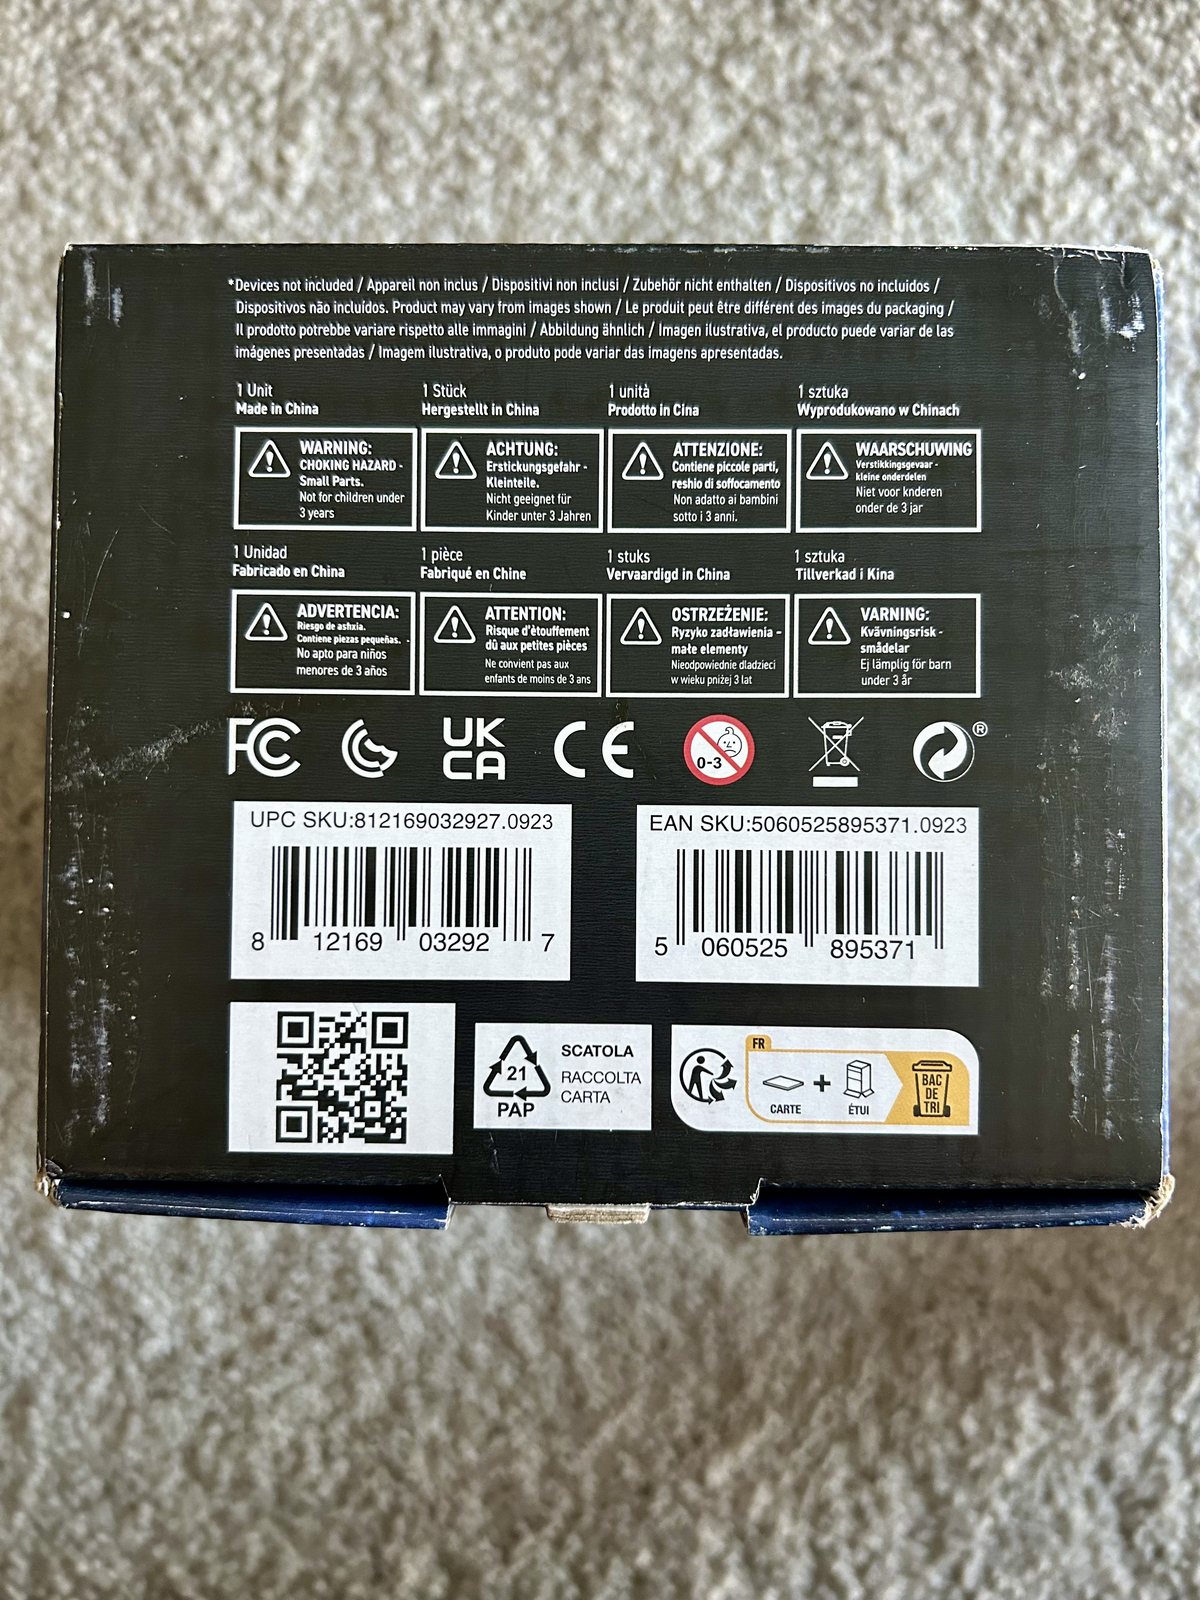 *Devices not included / Appareil non inclus / Dispositivi non inclusi / Zubehör nicht enthalten / Dispositivos no incluidos /
Dispositivos não incluídos. Product may vary from images shown / Le produit peut être différent des images du packaging /
Il prodotto potrebbe variare rispetto alle immagini / Abbildung ähnlich / Imagen ilustrativa, el producto puede variar de las
imágenes presentadas / Imagem ilustrativa, o produto pode variar das imagens apresentadas.
1 Unit
Made in China
1 Stück
Hergestellt in China
1 unità
Prodotto in Cina
1 sztuka
Wyprodukowano w Chinach
WARNING:
CHOKING HAZARD -
Small Parts.
Not for children under
3 years
ACHTUNG:
Erstickungsgefahr -
Kleinteile.
Nicht geeignet für
Kinder unter 3 Jahren
ATTENZIONE:
Contiene piccole parti,
reshio di soffocamento
Non adatto ai bambini
sotto i 3 anni.
WAARSCHUWING
Verstikkingsgevaar -
kleine onderdelen
Niet voor knderen
onder de 3 jar
1 Unidad
Fabricado en China
1 pièce
Fabriqué en Chine
1 stuks
Vervaardigd in China
1 sztuka
Tillverkad i Kina
ADVERTENCIA:
Riesgo de asfixia.
Contiene piezas pequeñas. -
No apto para niños
menores de 3 años
ATTENTION:
Risque d'ètouffement
dû aux petites pièces
Ne convient pas aux
enfants de moins de 3 ans
OSTRZEŻENIE:
Ryzyko zadławienia -
małe elementy
Nieodpowiednie dladzieci
w wieku pniżej 3 lat
VARNING:
Kvävningsrisk -
smådelar
Ej lämplig för barn
under 3 år
FC
UK
CA
CE
0-3
®
UPC SKU:812169032927.0923
8 12169 03292 7
EAN SKU:5060525895371.0923
5 060525 895371
21
PAP
SCATOLA
RACCOLTA
CARTA
FR
CARTE
+
ÉTUI
BAC
DE
TRI